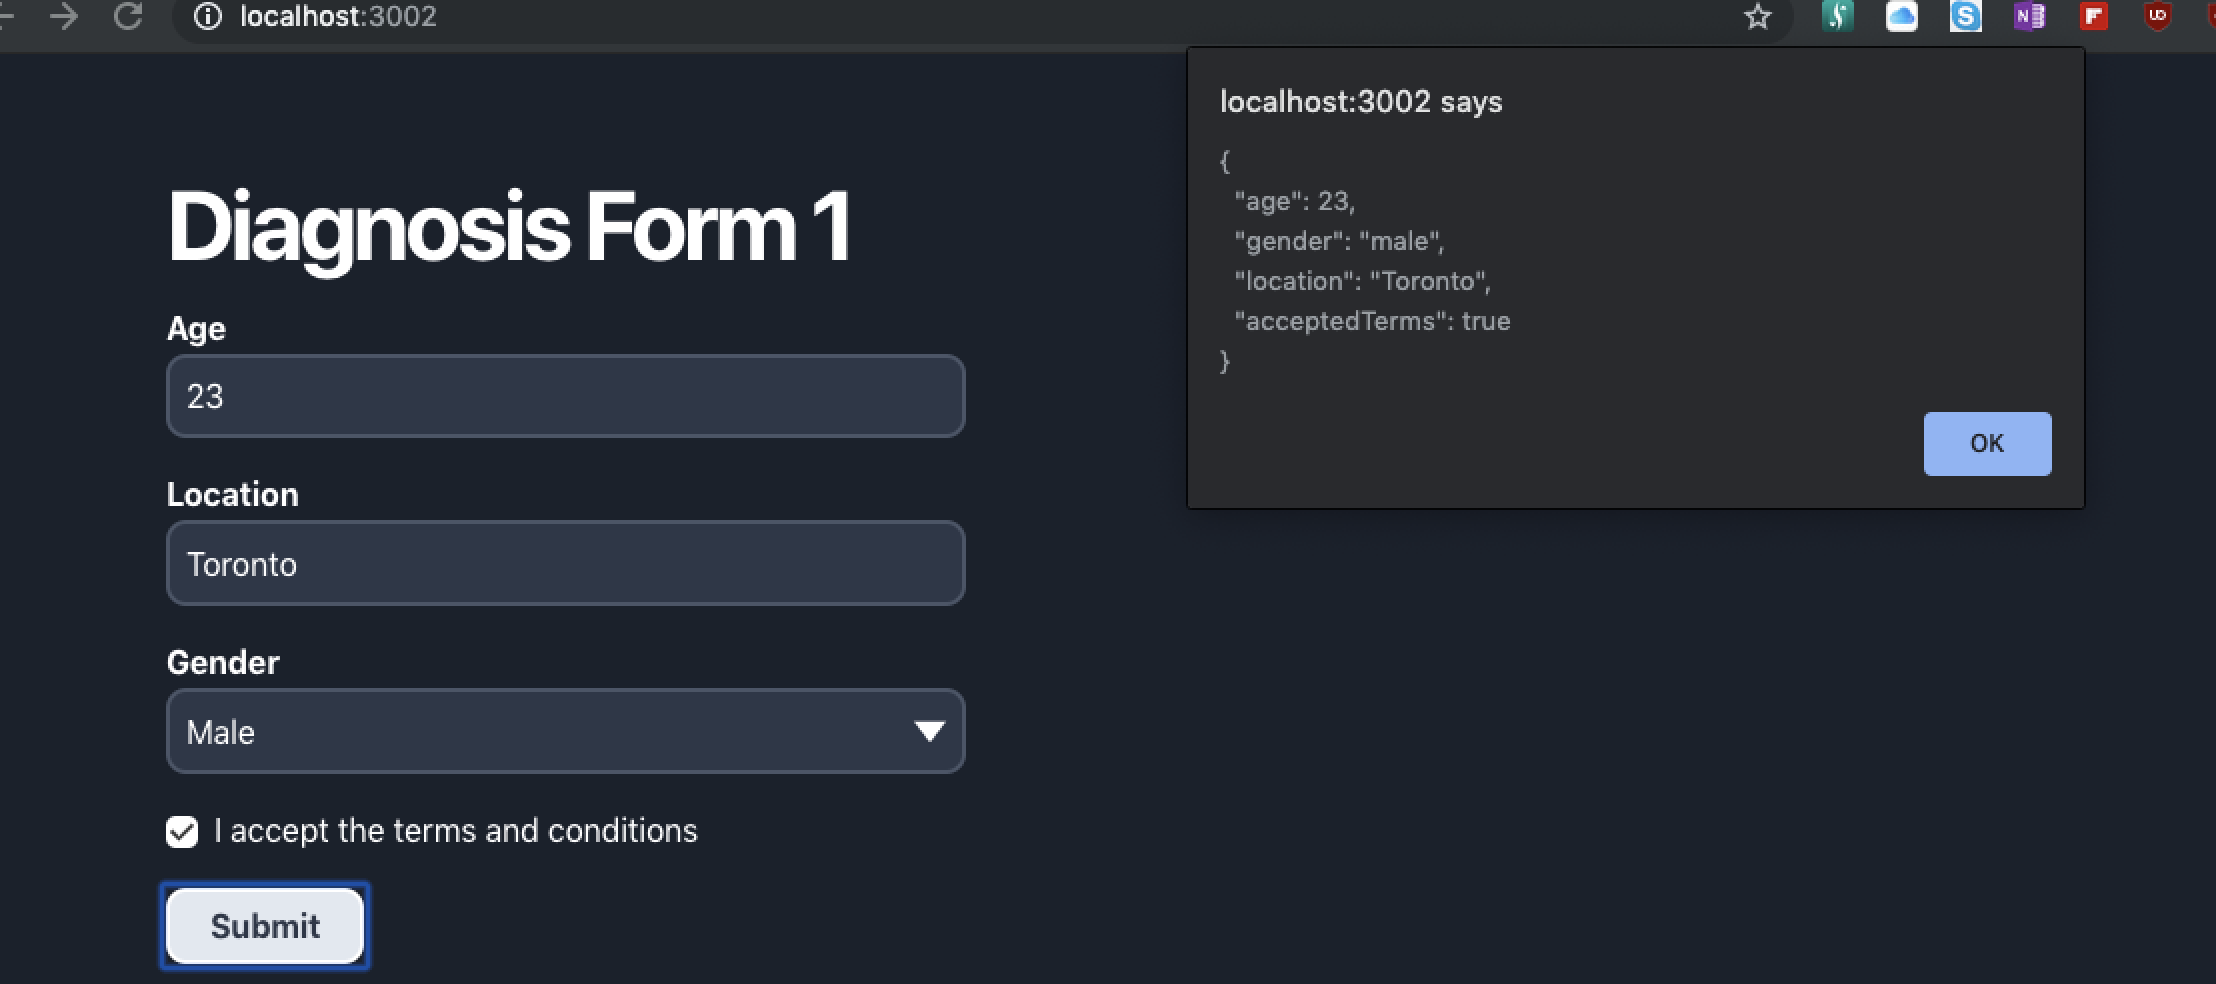 localhost:3002
N
UD
localhost:3002 says
{
"age": 23,
"gender": "male",
"location": "Toronto",
"acceptedTerms": true
}
OK
Diagnosis Form 1
Age
23
Location
Toronto
Gender
Male
I accept the terms and conditions
Submit